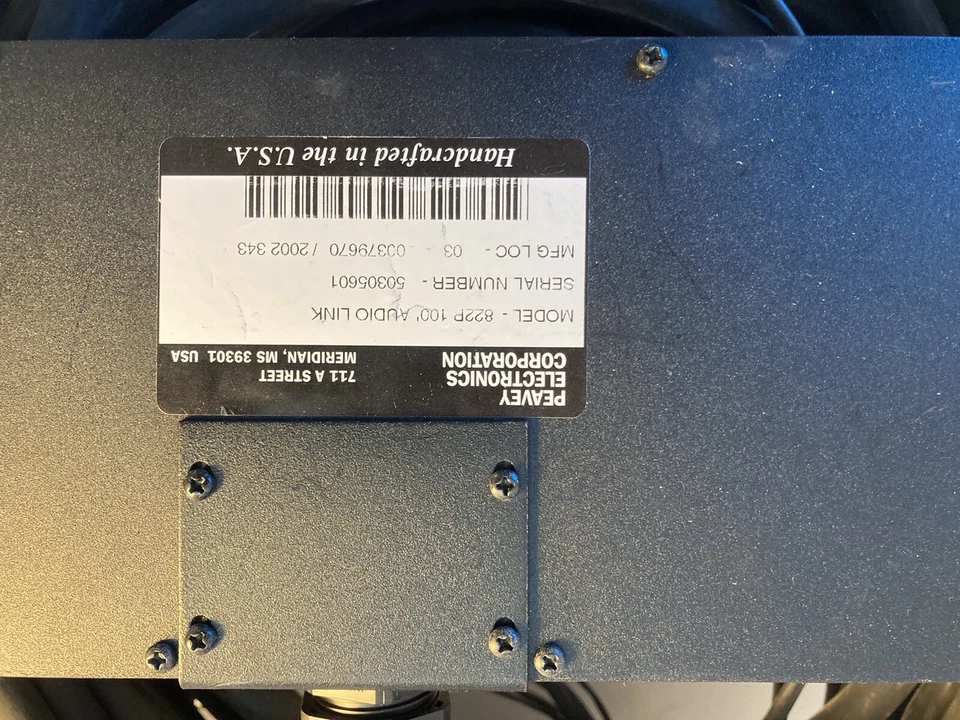 PEAVEY
ELECTRONICS
CORPORATION
711 A STREET
MERIDIAN, MS 39301 USA
MODEL - 822P 100' AUDIO LINK
SERIAL NUMBER - 50305601
MFG LOC - 03 - 00379670 / 2002 343
Handcrafted in the U.S.A.